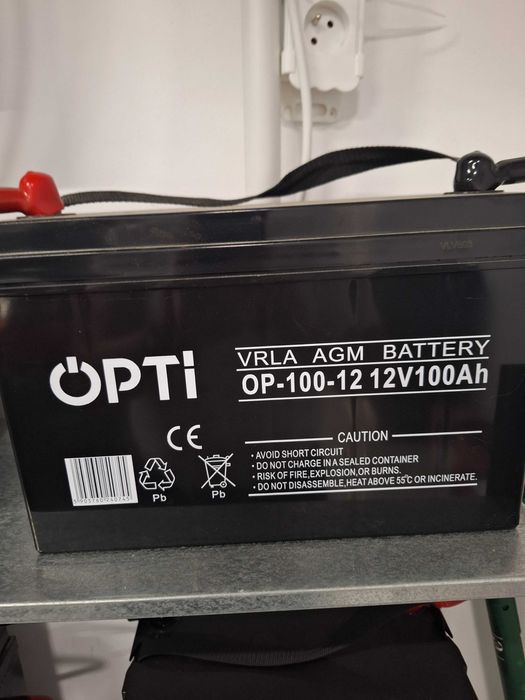 OPTi
VRLA AGM BATTERY
OP-100-12 12V100Ah
CE
CAUTION
• AVOID SHORT CIRCUIT
• DO NOT CHARGE IN A SEALED CONTAINER
• RISK OF FIRE,EXPLOSION,OR BURNS.
• DO NOT DISASSEMBLE,HEAT ABOVE 55℃ OR INCINERATE.
Pb
Pb
5905760240743